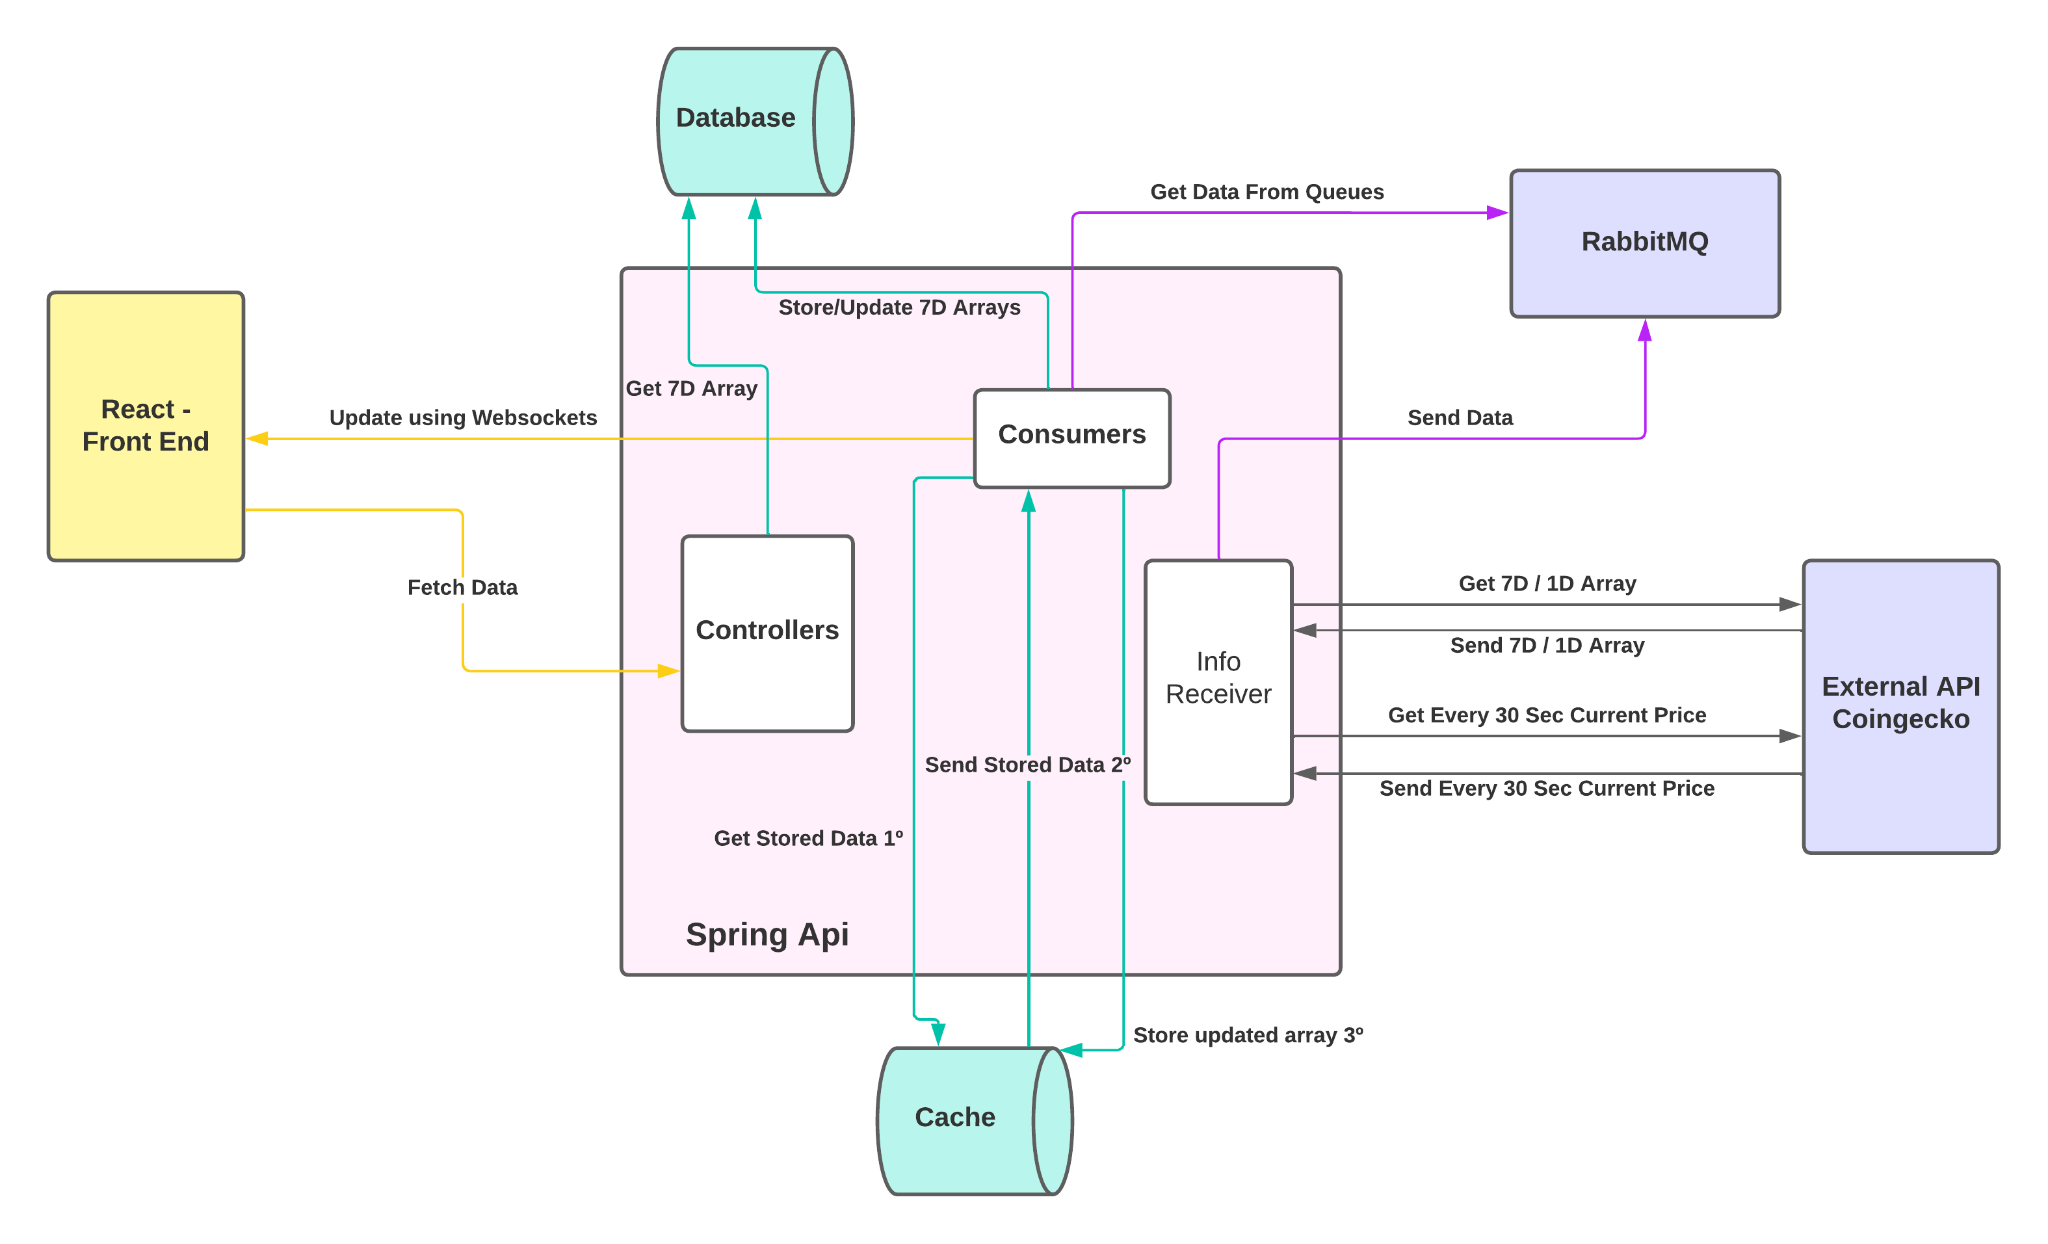 Database
Get Data From Queues
RabbitMQ
Store/Update 7D Arrays
Get 7D Array
React -
Front End
Update using Websockets
Consumers
Send Data
Fetch Data
Controllers
Info
Receiver
Get 7D / 1D Array
Send 7D / 1D Array
Get Every 30 Sec Current Price
Send Every 30 Sec Current Price
External API
Coingecko
Send Stored Data 2º
Get Stored Data 1º
Spring Api
Store updated array 3º
Cache